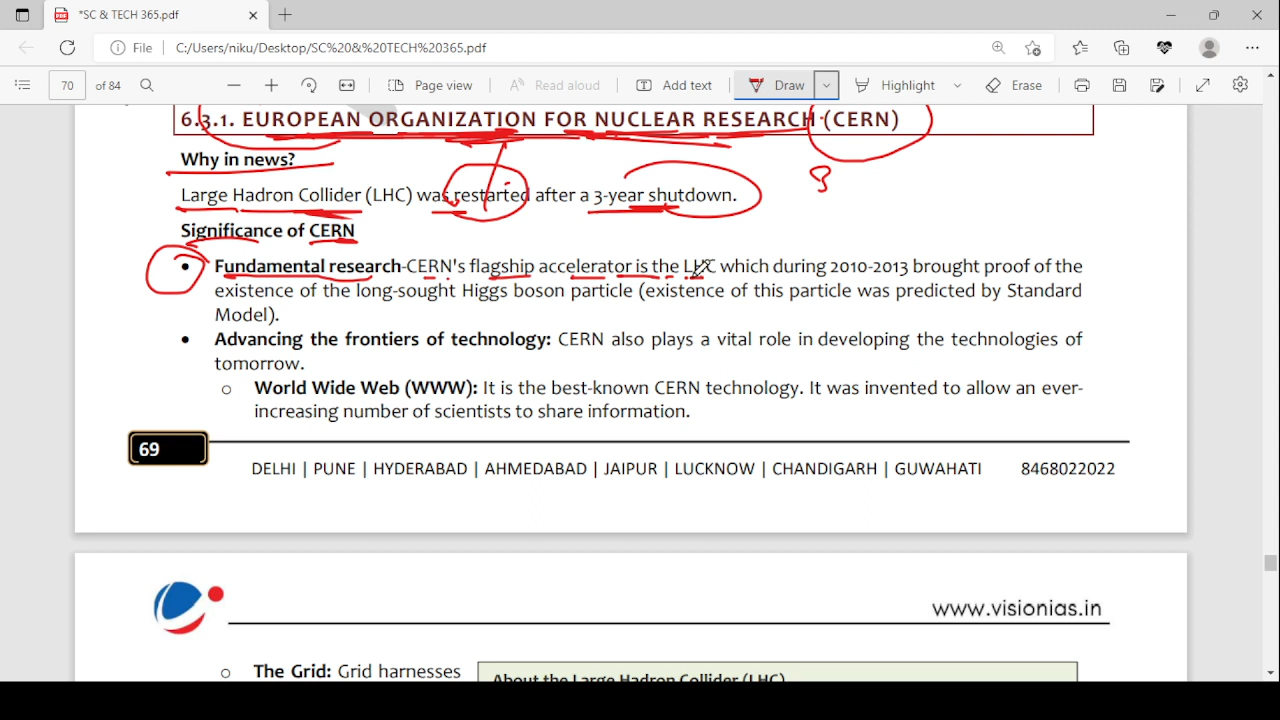 *SC & TECH 365.pdf
File | C:/Users/niku/Desktop/SC%20&%20TECH%20365.pdf
70 of 84 Page view Read aloud Add text Draw Highlight Erase
6.3.1. EUROPEAN ORGANIZATION FOR NUCLEAR RESEARCH (CERN)
Why in news?
Large Hadron Collider (LHC) was restarted after a 3-year shutdown.
Significance of CERN
• Fundamental research-CERN's flagship accelerator is the LHC which during 2010-2013 brought proof of the
existence of the long-sought Higgs boson particle (existence of this particle was predicted by Standard
Model).
• Advancing the frontiers of technology: CERN also plays a vital role in developing the technologies of
tomorrow.
o World Wide Web (WWW): It is the best-known CERN technology. It was invented to allow an ever-
increasing number of scientists to share information.
69
DELHI | PUNE | HYDERABAD | AHMEDABAD | JAIPUR | LUCKNOW | CHANDIGARH | GUWAHATI 8468022022
www.visionias.in
o The Grid: Grid harnesses
About the Large Hadron Collider (LHC)